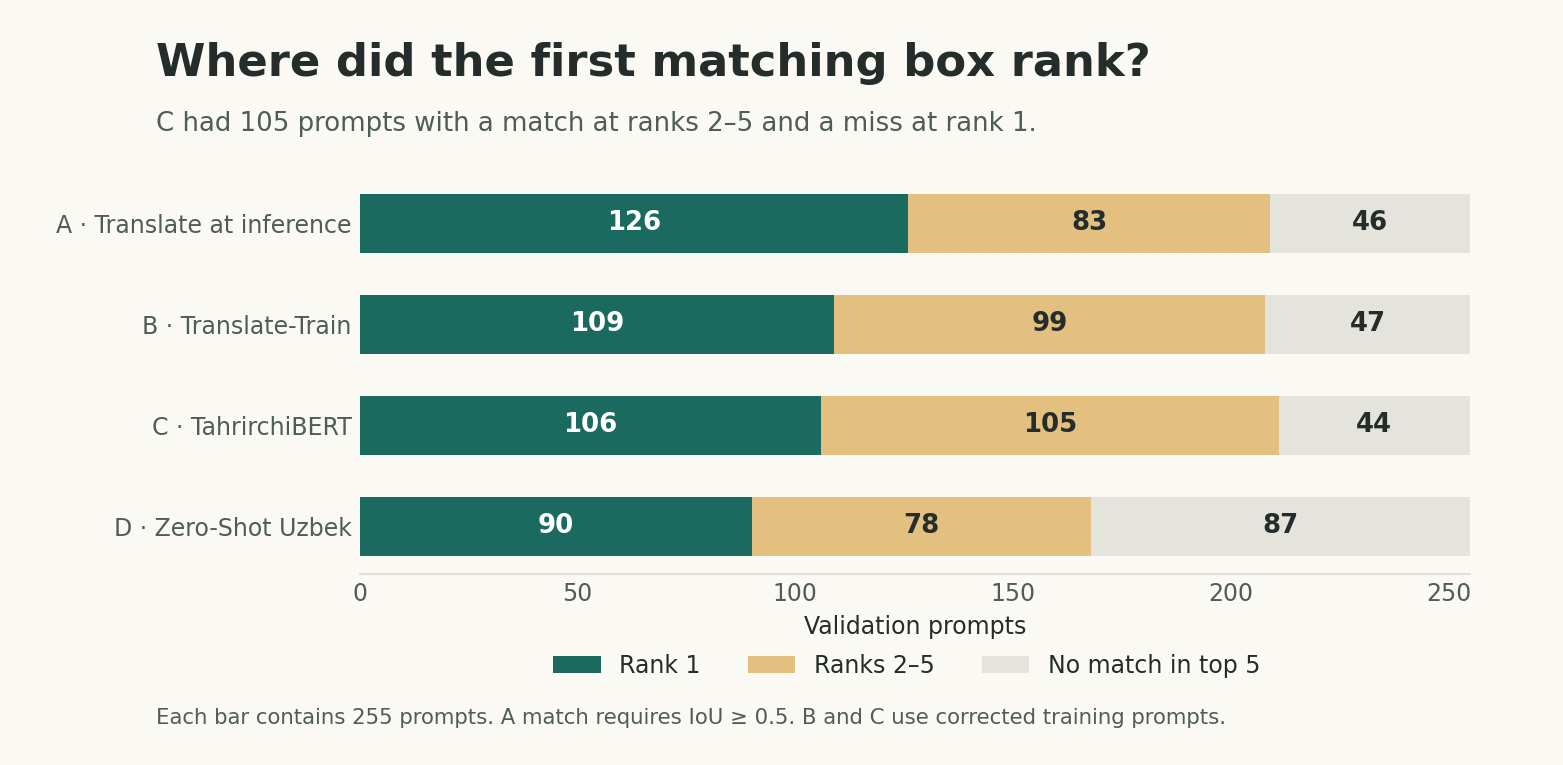 Where did the first matching box rank?
C had 105 prompts with a match at ranks 2–5 and a miss at rank 1.
A · Translate at inference 126 83 46
B · Translate-Train 109 99 47
C · TahrirchiBERT 106 105 44
D · Zero-Shot Uzbek 90 78 87
0 50 100 150 200 250
Validation prompts
Rank 1 Ranks 2–5 No match in top 5
Each bar contains 255 prompts. A match requires IoU ≥ 0.5. B and C use corrected training prompts.